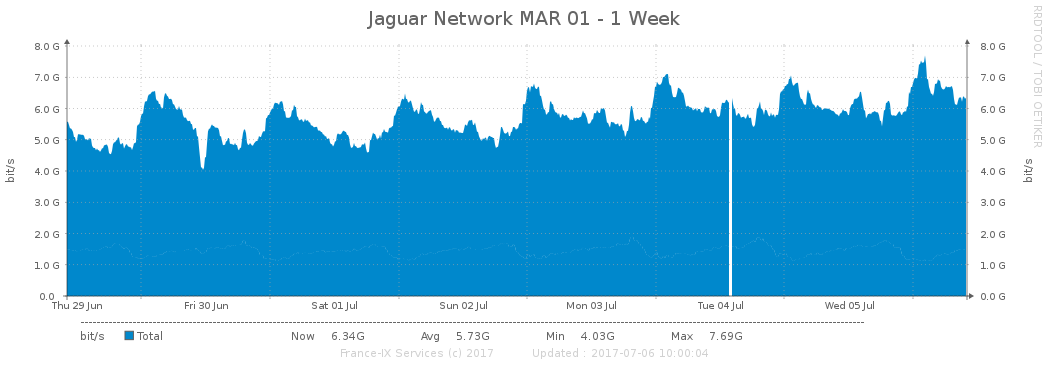 Jaguar Network MAR 01 - 1 Week
RRDTOOL / TOBI OETIKER
8.0 G 8.0 G
7.0 G 7.0 G
6.0 G 6.0 G
5.0 G 5.0 G
4.0 G 4.0 G
3.0 G 3.0 G
2.0 G 2.0 G
1.0 G 1.0 G
0.0 0.0 G
bit/s bit/s
Thu 29 Jun Fri 30 Jun Sat 01 Jul Sun 02 Jul Mon 03 Jul Tue 04 Jul Wed 05 Jul
bit/s Total Now 6.34G Avg 5.73G Min 4.03G Max 7.69G
France-IX Services (c) 2017 Updated : 2017-07-06 10:00:04